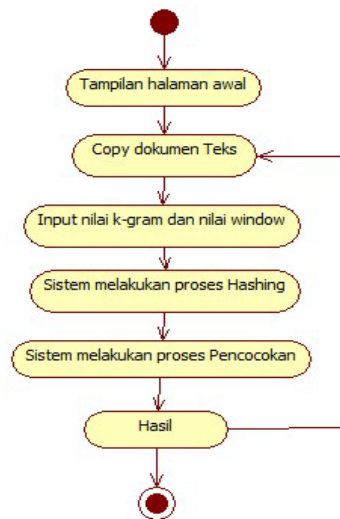 Tampilan halaman awal
Copy dokumen Teks
Input nilai k-gram dan nilai window
Sistem melakukan proses Hashing
Sistem melakukan proses Pencocokan
Hasil